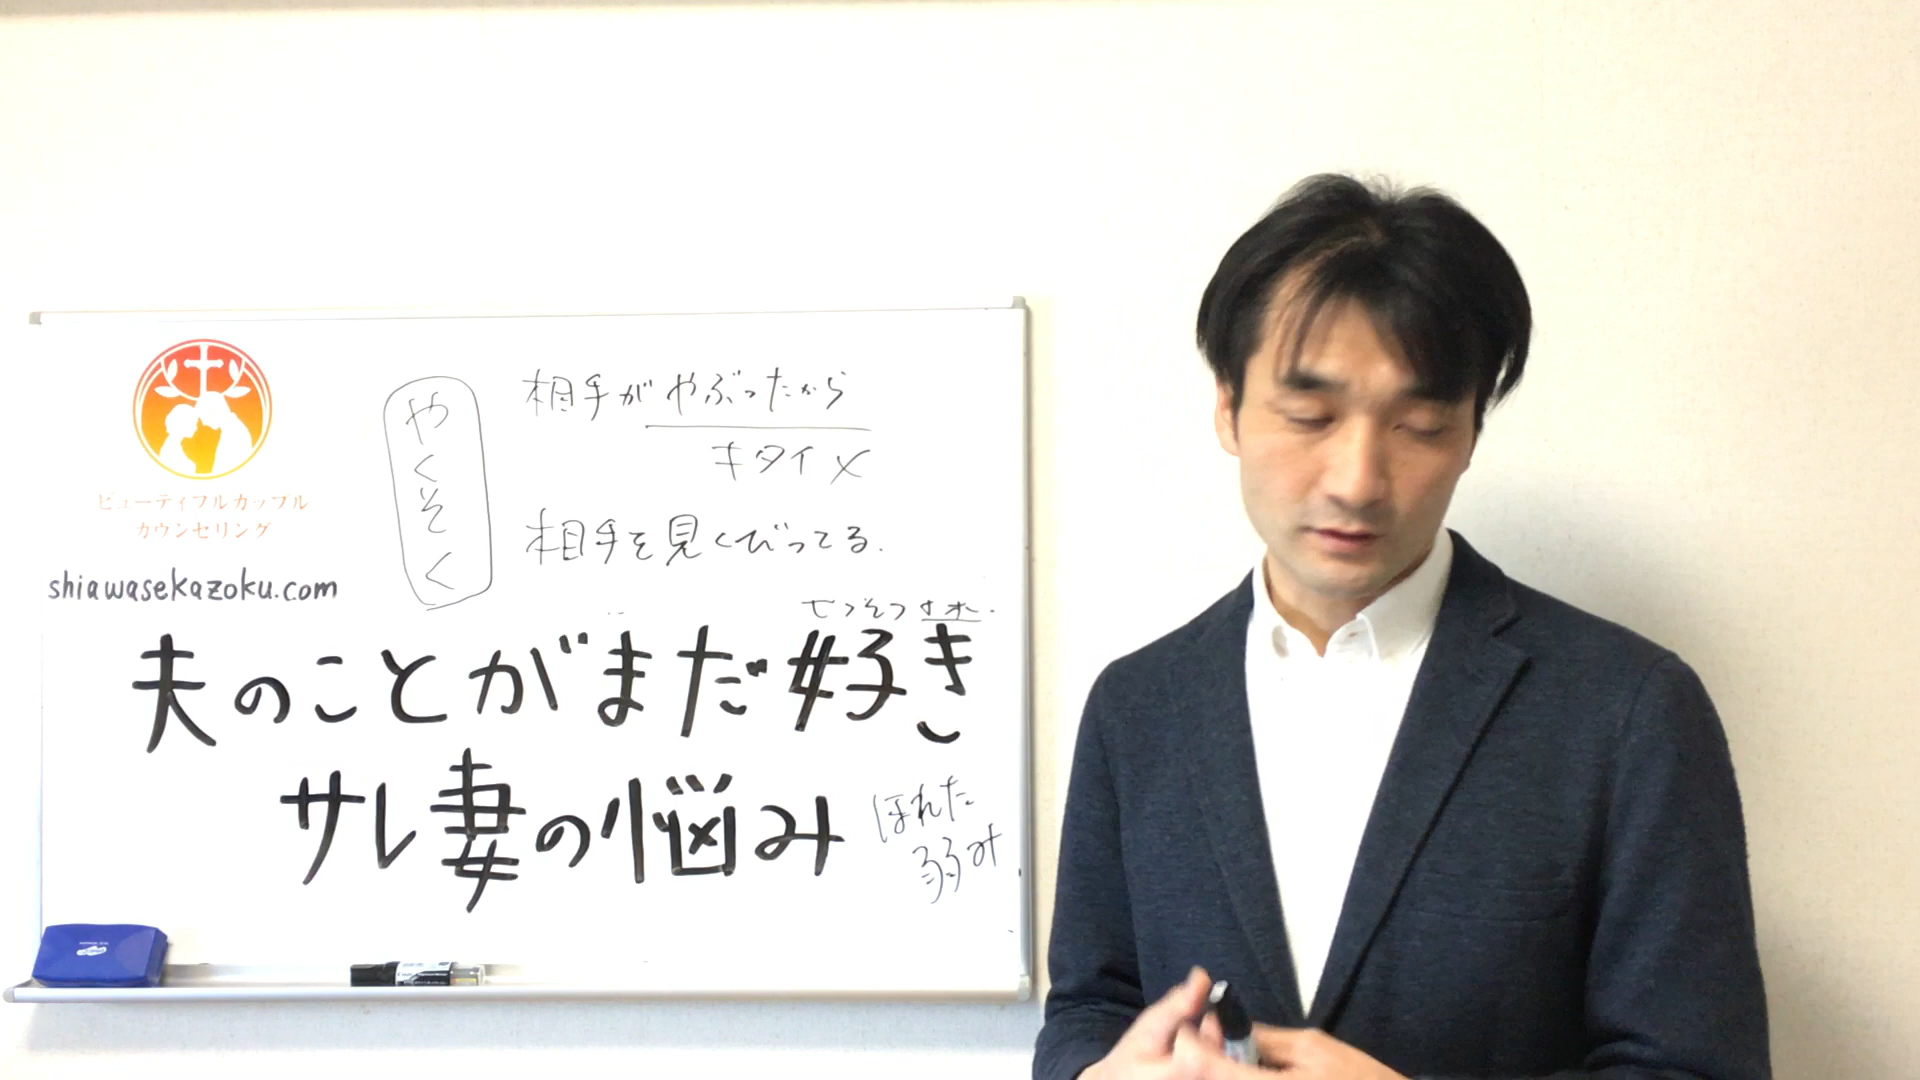 ビューティフルカップル
カウンセリング
shiawasekazoku.com
やくそく
相手がやぶったから
キタイ×
相手を見くびってる.
夫のことがまだ好き
サレ妻の悩み
ほれた
弱み